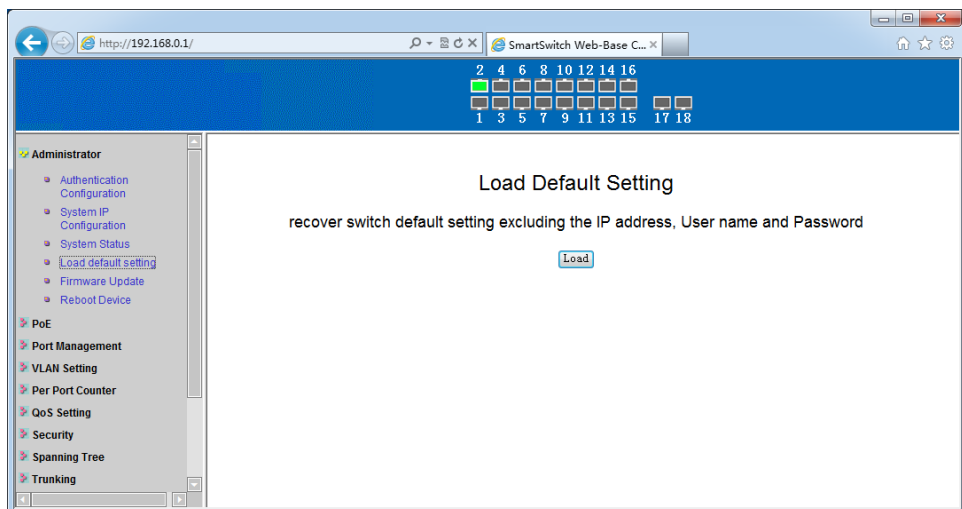 http://192.168.0.1/
SmartSwitch Web-Base C...
2 4 6 8 10 12 14 16
1 3 5 7 9 11 13 15 17 18
Administrator
Authentication
Configuration
System IP
Configuration
System Status
Load default setting
Firmware Update
Reboot Device
PoE
Port Management
VLAN Setting
Per Port Counter
QoS Setting
Security
Spanning Tree
Trunking
Load Default Setting
recover switch default setting excluding the IP address, User name and Password
Load